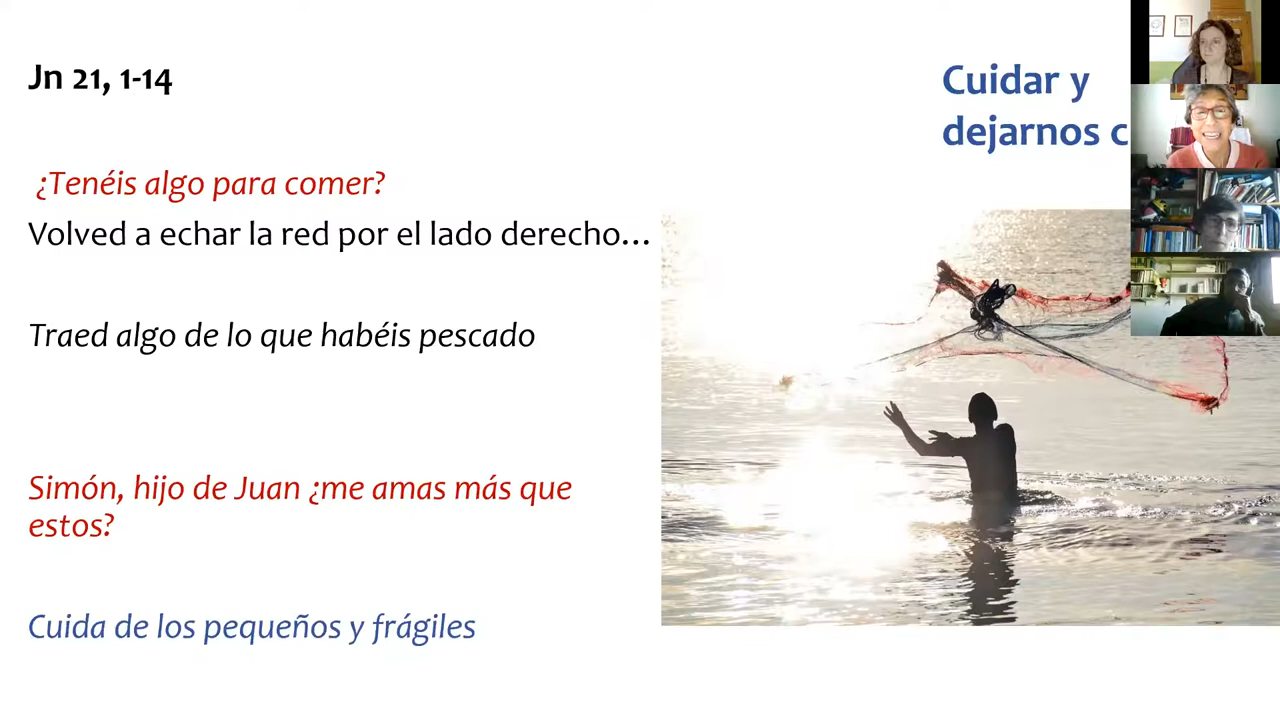 Jn 21, 1-14
Cuidar y
dejarnos c
¿Tenéis algo para comer?
Volved a echar la red por el lado derecho...
Traed algo de lo que habéis pescado
Simón, hijo de Juan ¿me amas más que
estos?
Cuida de los pequeños y frágiles